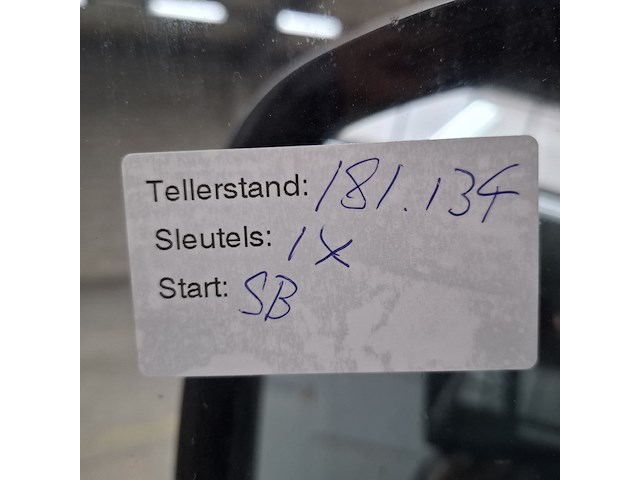 Tellerstand: 181.134
Sleutels: 1X
Start: SB